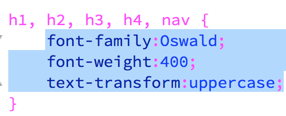 h1, h2, h3, h4, nav {
font-family:Oswald;
font-weight:400;
text-transform:uppercase;
}